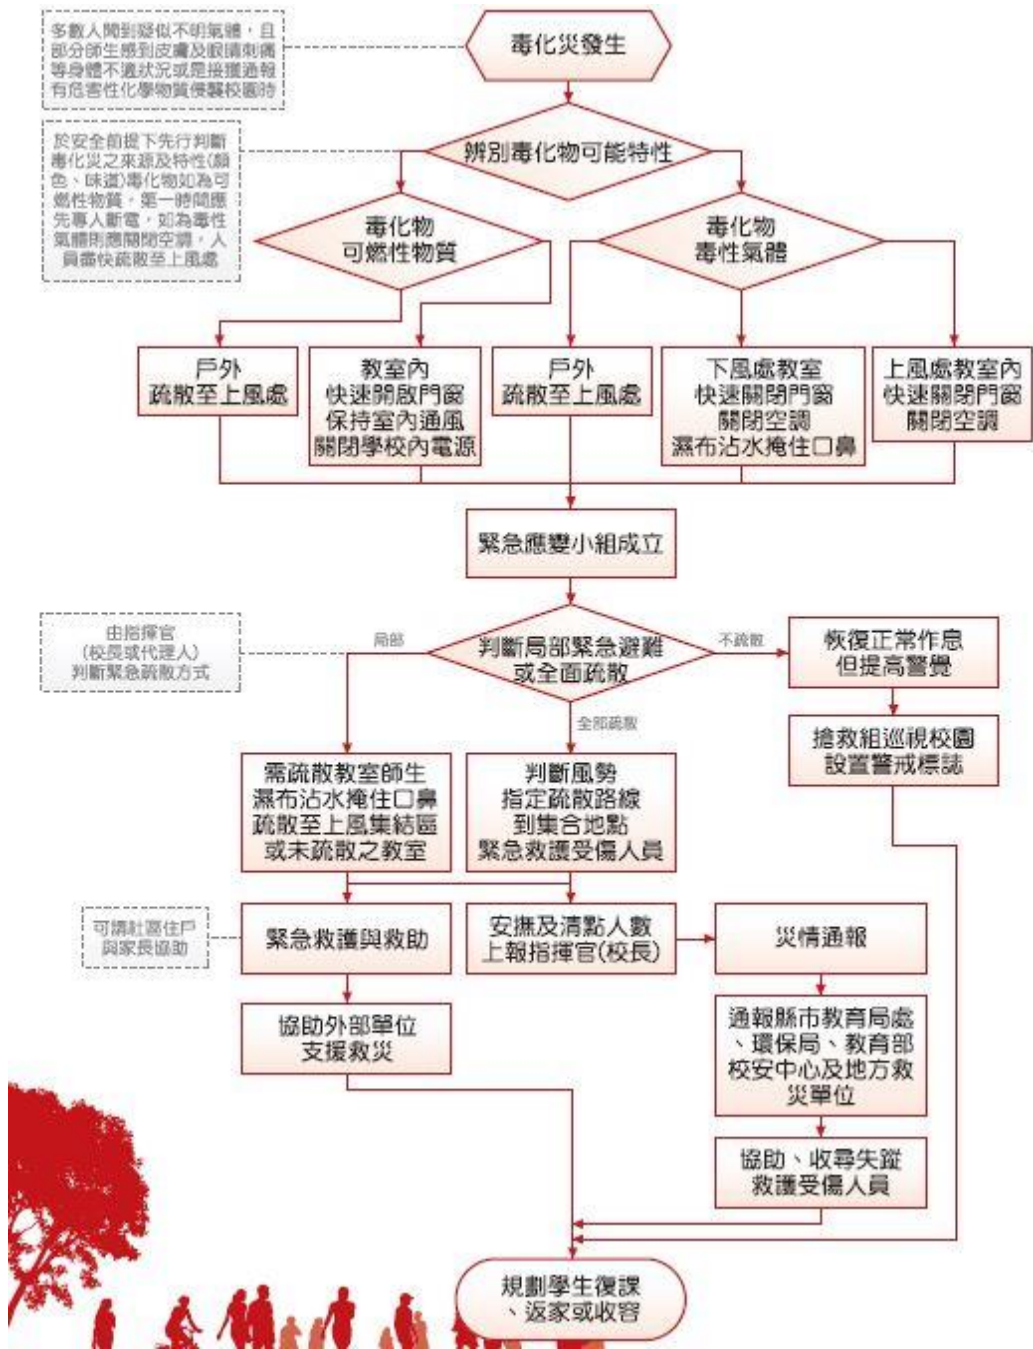 多數人聞到疑似不明氣體，且
部分師生感到皮膚及眼睛刺痛
等身體不適狀況或是接獲通報
有危害性化學物質侵襲校園時
毒化災發生
於安全前提下先行判斷
毒化災之來源及特性(顏
色、味道)毒化物如為可
燃性物質，第一時間應
先專人斷電，如為毒性
氣體則應關閉空調，人
員盡快疏散至上風處
辨別毒化物可能特性
毒化物
可燃性物質
毒化物
毒性氣體
戶外
疏散至上風處
教室內
快速開啟門窗
保持室內通風
關閉學校內電源
戶外
疏散至上風處
下風處教室
快速關閉門窗
關閉空調
濕布沾水掩住口鼻
上風處教室內
快速關閉門窗
關閉空調
緊急應變小組成立
由指揮官
(校長或代理人)
判斷緊急疏散方式
局部
判斷局部緊急避難
或全面疏散
不疏散
恢復正常作息
但提高警覺
全部疏散
搶救組巡視校園
設置警戒標誌
需疏散教室師生
濕布沾水掩住口鼻
疏散至上風集結區
或未疏散之教室
判斷風勢
指定疏散路線
到集合地點
緊急救護受傷人員
可請社區住戶
與家長協助
緊急救護與救助
安撫及清點人數
上報指揮官(校長)
災情通報
協助外部單位
支援救災
通報縣市教育局處
、環保局、教育部
校安中心及地方救
災單位
協助、收尋失蹤
救護受傷人員
規劃學生復課
、返家或收容